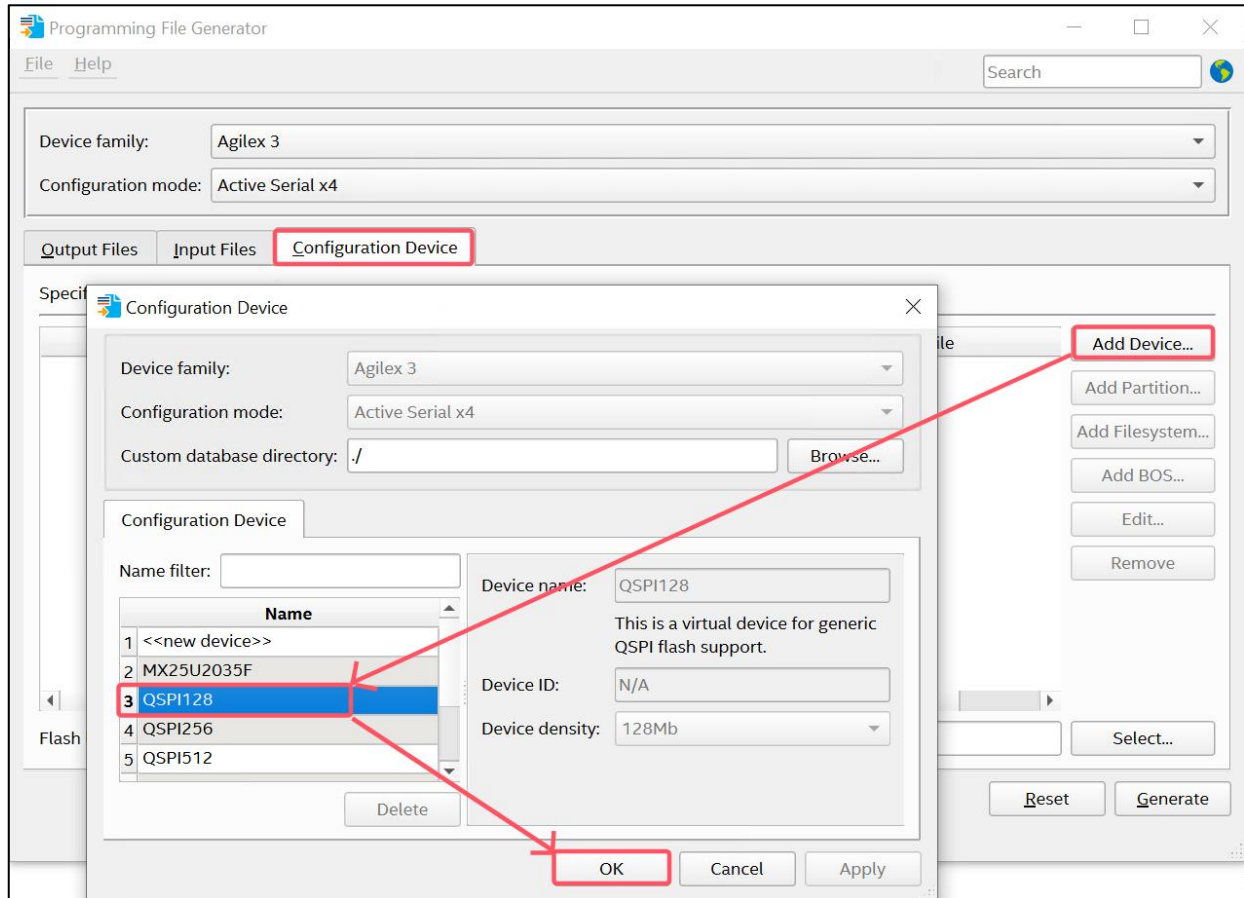 Programming File Generator
File Help
Search
Device family: Agilex 3
Configuration mode: Active Serial x4
Output Files Input Files Configuration Device
Specif
ile
Add Device...
Add Partition...
Add Filesystem...
Add BOS...
Edit...
Remove
Configuration Device
Device family: Agilex 3
Configuration mode: Active Serial x4
Custom database directory: ./ Browse...
Configuration Device
Name filter:
Name
1 <<new device>>
2 MX25U2035F
3 QSPI128
4 QSPI256
5 QSPI512
Delete
Device name: QSPI128
This is a virtual device for generic
QSPI flash support.
Device ID: N/A
Device density: 128Mb
OK Cancel Apply
Flash
Select...
Reset Generate